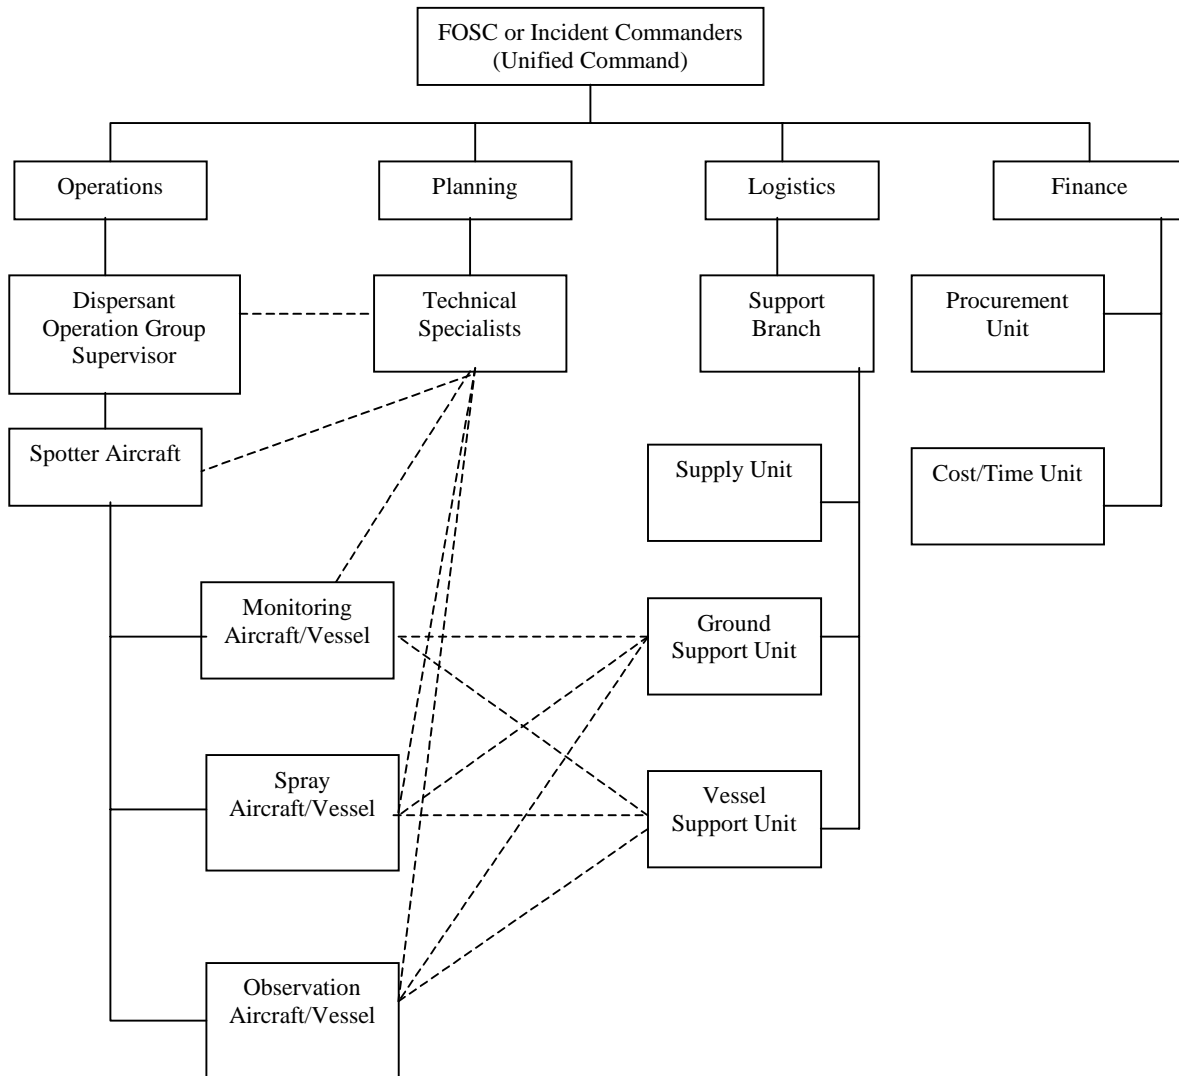 FOSC or Incident Commanders
(Unified Command)
Operations
Planning
Logistics
Finance
Dispersant
Operation Group
Supervisor
Technical
Specialists
Support
Branch
Procurement
Unit
Spotter Aircraft
Supply Unit
Cost/Time Unit
Monitoring
Aircraft/Vessel
Ground
Support Unit
Spray
Aircraft/Vessel
Vessel
Support Unit
Observation
Aircraft/Vessel